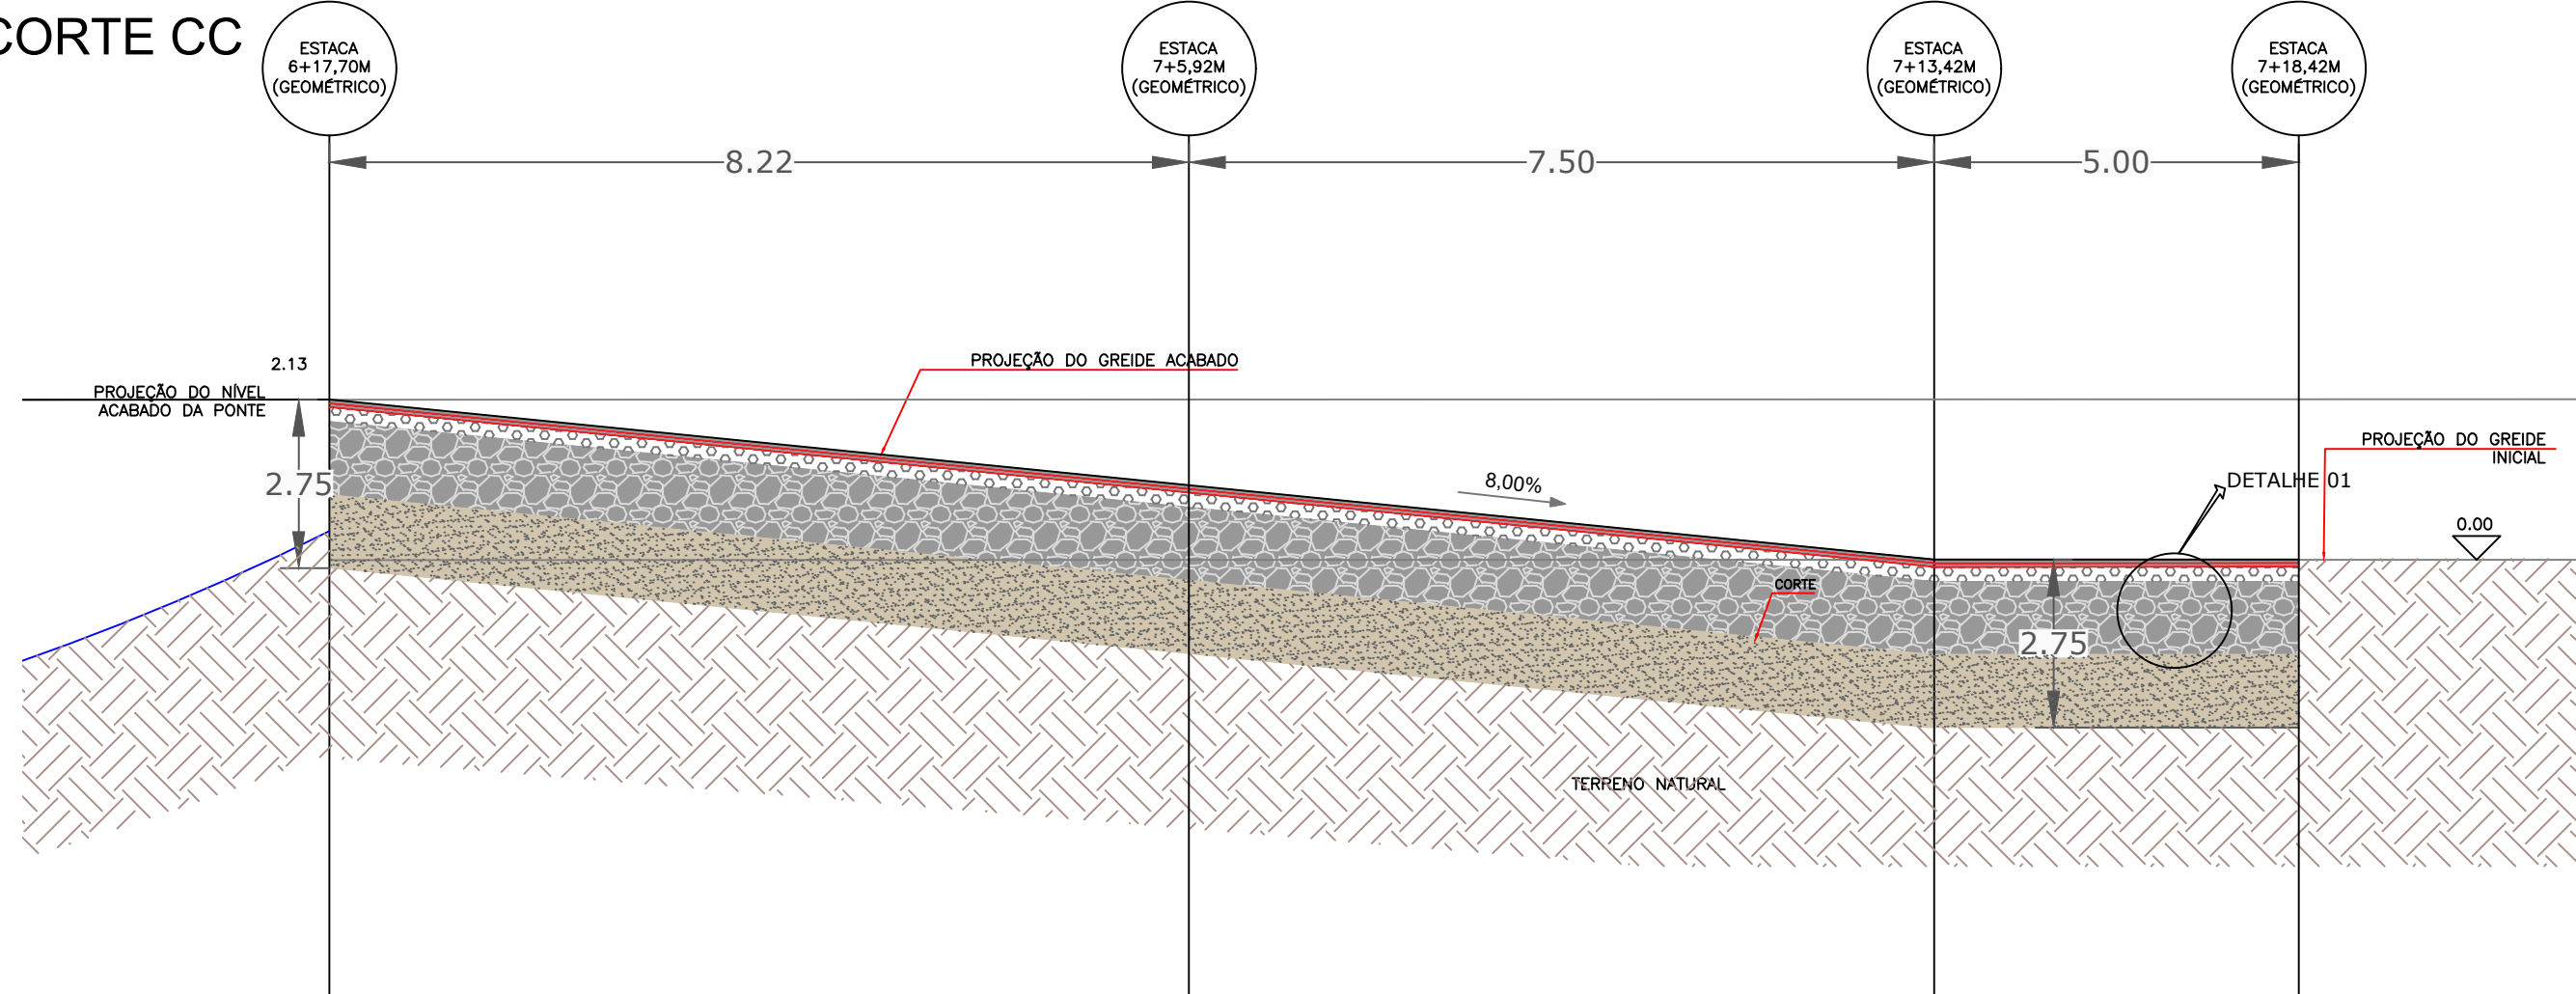 CORTE CC
ESTACA
6+17,70M
(GEOMÉTRICO)
ESTACA
7+5,92M
(GEOMÉTRICO)
ESTACA
7+13,42M
(GEOMÉTRICO)
ESTACA
7+18,42M
(GEOMÉTRICO)
8.22
7.50
5.00
2.13
PROJEÇÃO DO NÍVEL
ACABADO DA PONTE
PROJEÇÃO DO GREIDE ACABADO
PROJEÇÃO DO GREIDE
INICIAL
2.75
8,00%
DETALHE 01
0.00
CORTE
2.75
TERRENO NATURAL